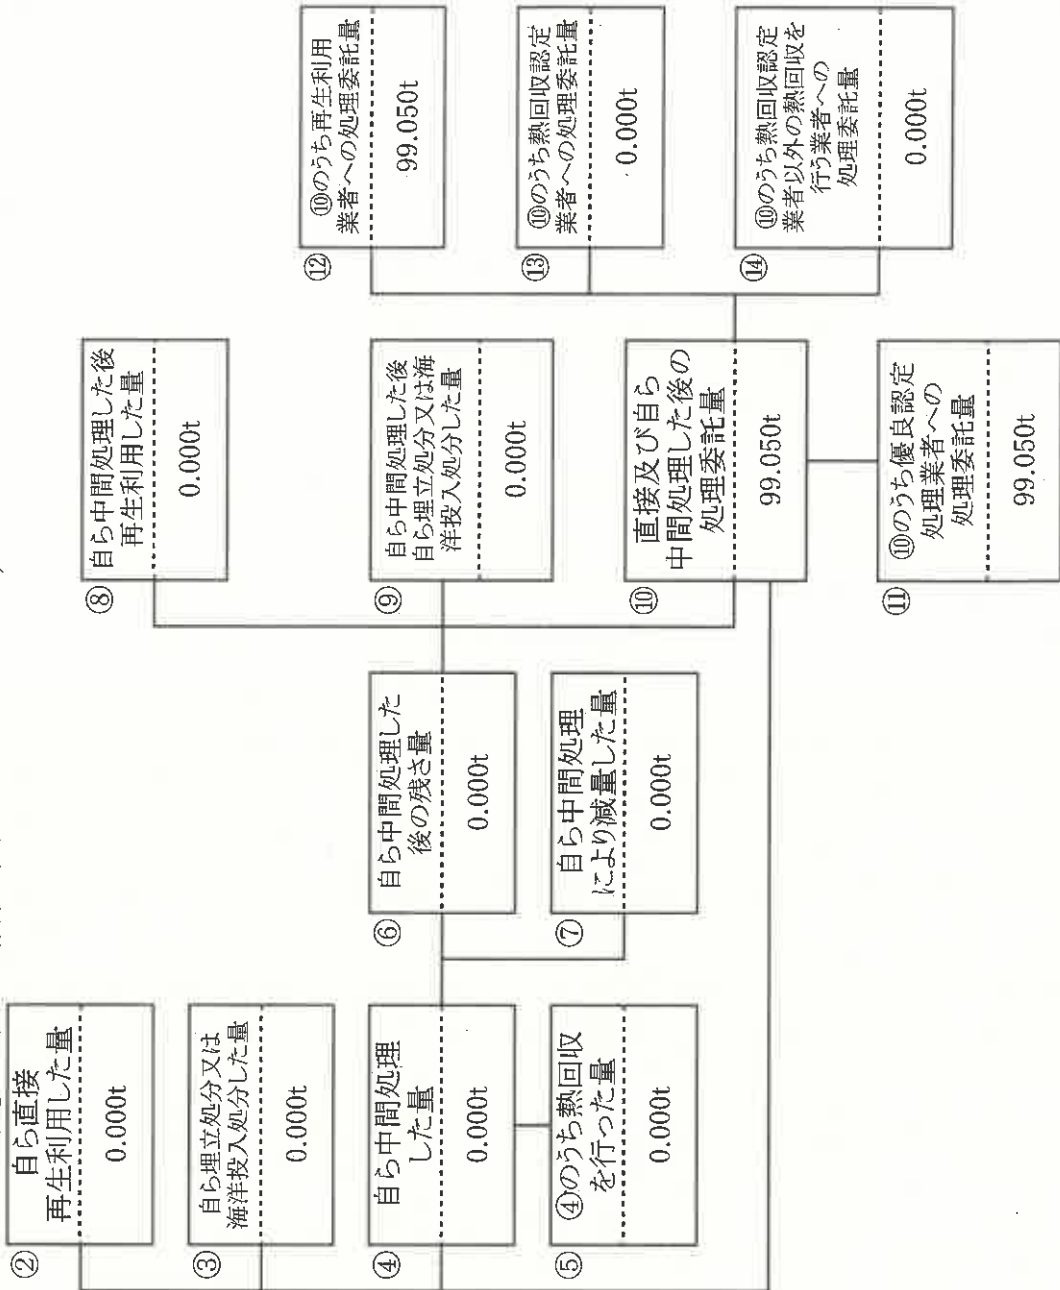 ②
自ら直接
再生利用した量
0.000t
③
自ら埋立処分又は
海洋投入処分した量
0.000t
④
自ら中間処理
した量
0.000t
⑤
④のうち熱回収
を行った量
0.000t
⑥
自ら中間処理した
後の残さ量
0.000t
⑦
自ら中間処理
により減量した量
0.000t
⑧
自ら中間処理した後
再生利用した量
0.000t
⑨
自ら中間処理した後
自ら埋立処分又は海
洋投入処分した量
0.000t
⑩
直接及び自ら
中間処理した後の
処理委託量
99.050t
⑪
⑩のうち優良認定
処理業者への
処理委託量
99.050t
⑫
⑩のうち再生利用
業者への処理委託量
99.050t
⑬
⑩のうち熱回収認定
業者への処理委託量
0.000t
⑭
⑩のうち熱回収認定
業者以外の熱回収を
行う業者への
処理委託量
0.000t